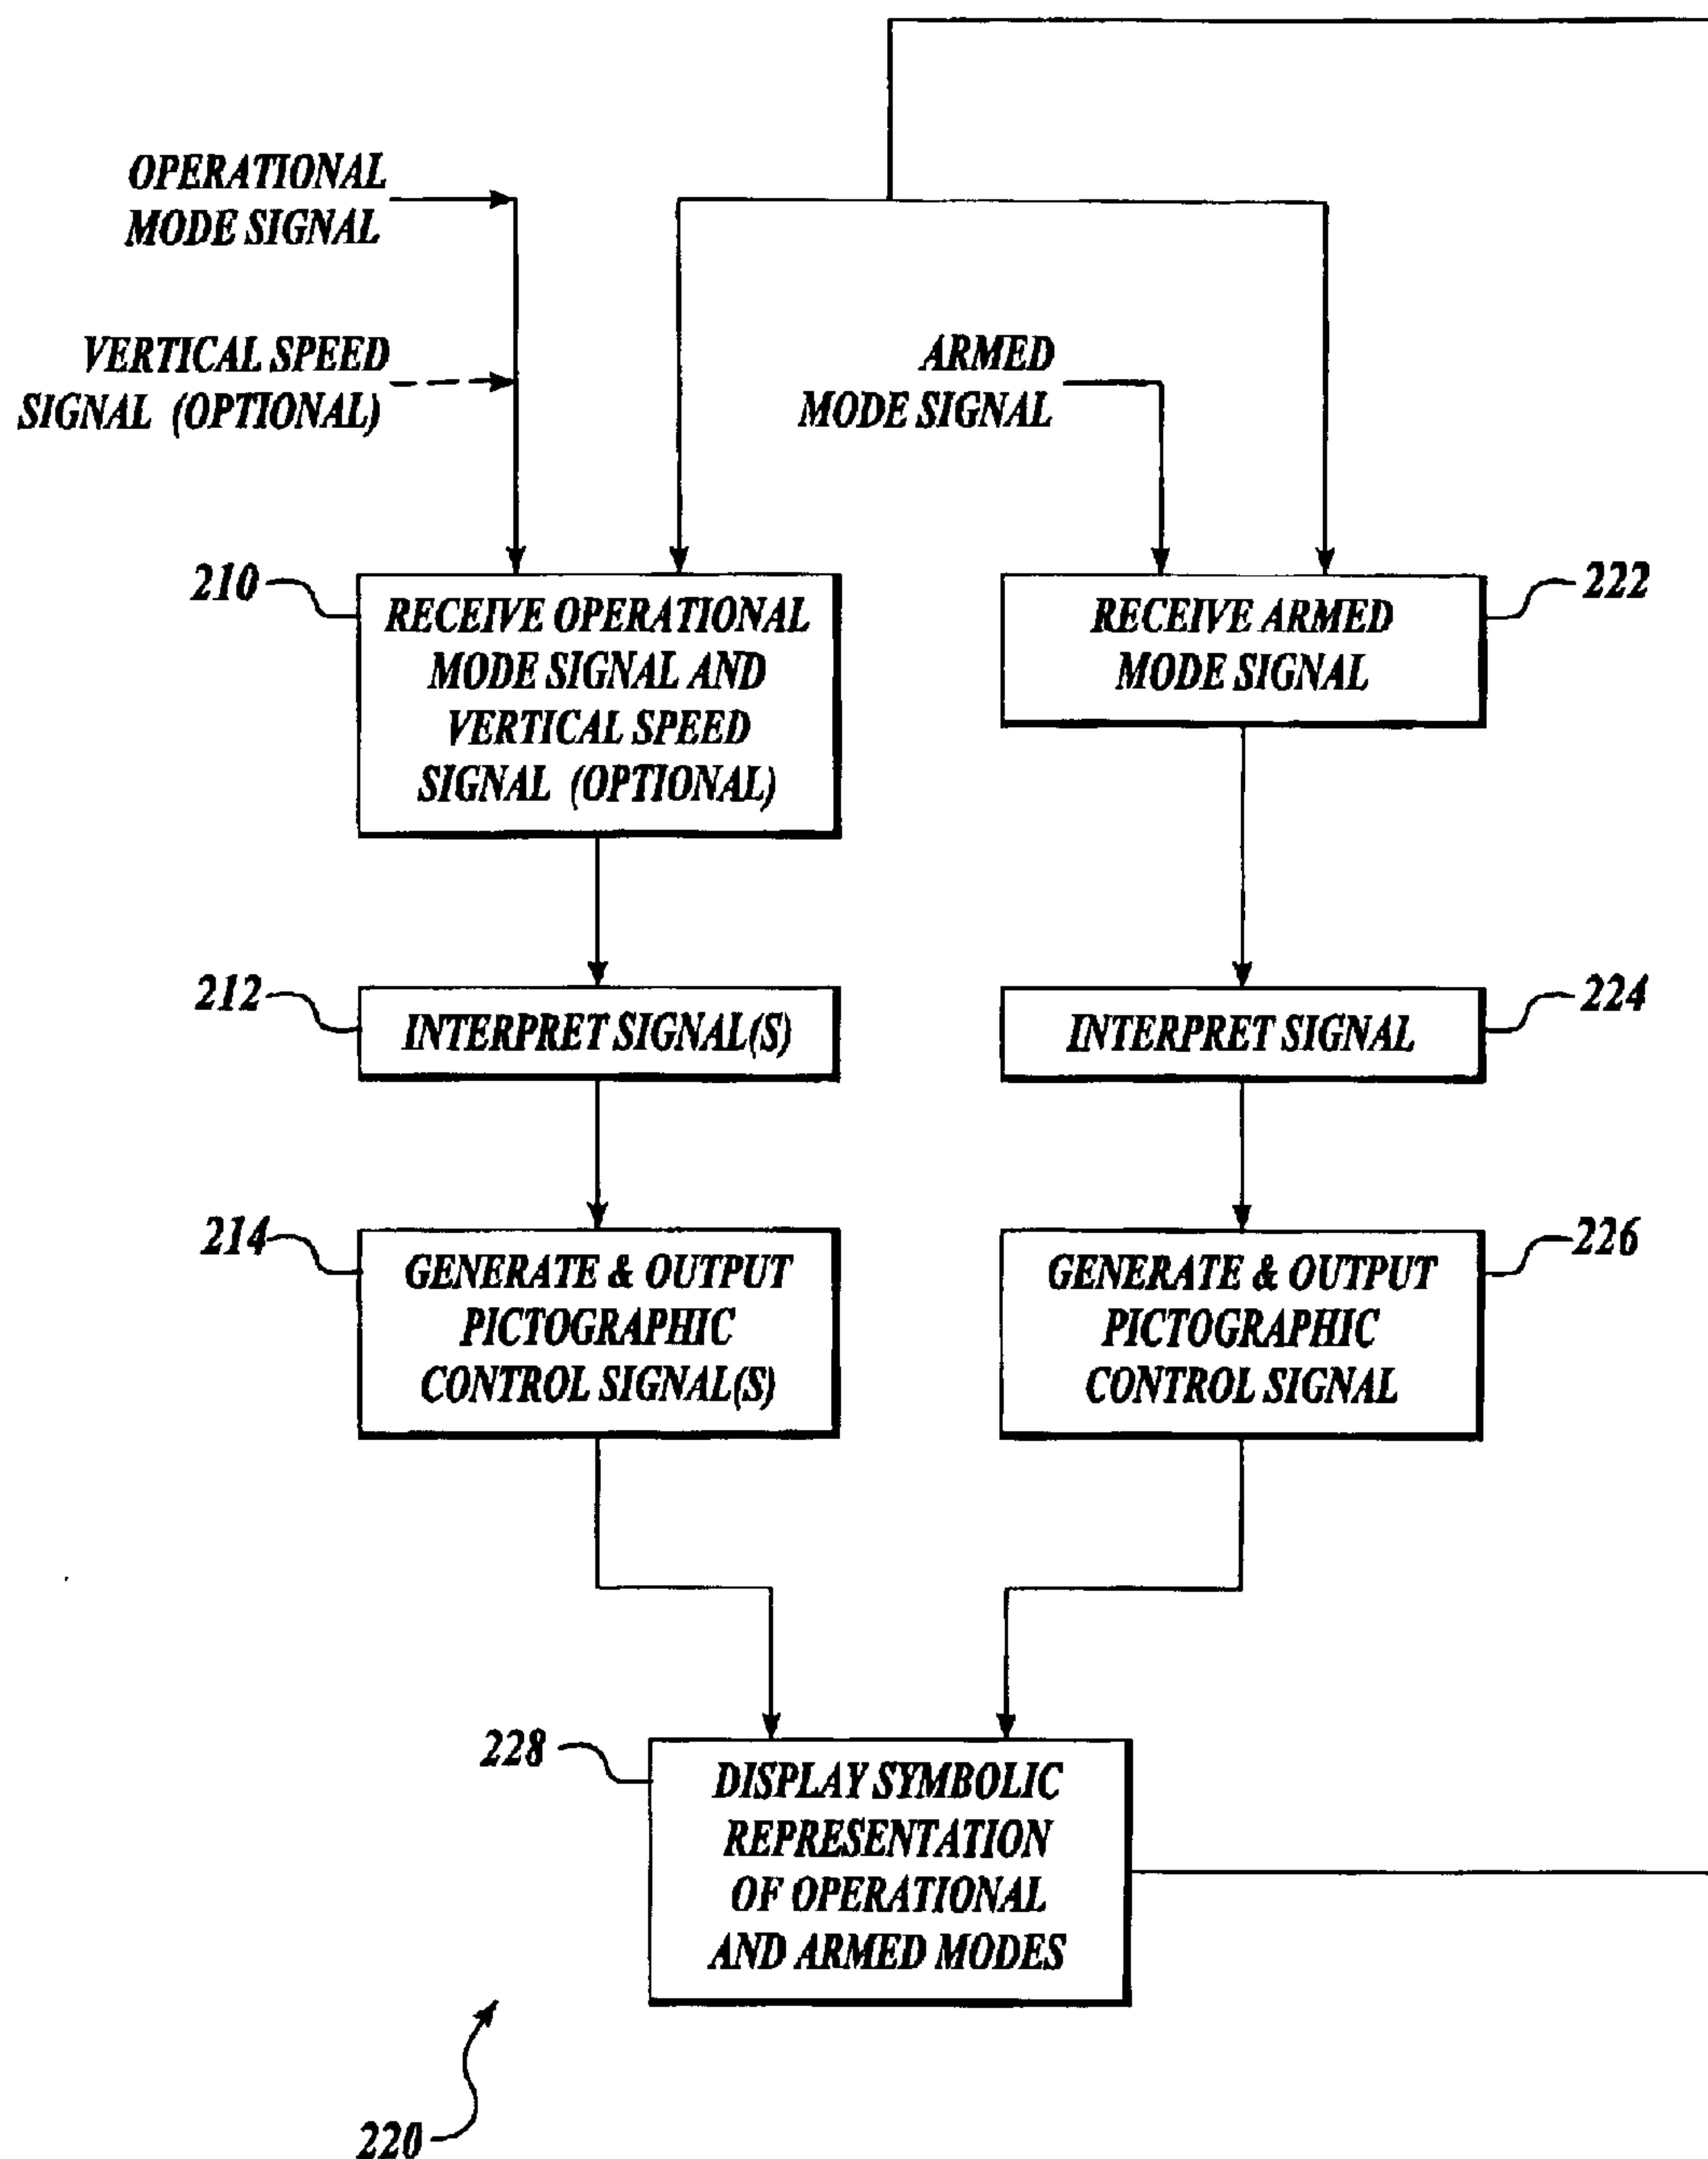 OPERATIONAL
MODE SIGNAL
VERTICAL SPEED
SIGNAL (OPTIONAL)
ARMED
MODE SIGNAL
210
RECEIVE OPERATIONAL
MODE SIGNAL AND
VERTICAL SPEED
SIGNAL (OPTIONAL)
RECEIVE ARMED
MODE SIGNAL
222
212
INTERPRET SIGNAL(S)
INTERPRET SIGNAL
224
214
GENERATE & OUTPUT
PICTOGRAPHIC
CONTROL SIGNAL(S)
GENERATE & OUTPUT
PICTOGRAPHIC
CONTROL SIGNAL
226
228
DISPLAY SYMBOLIC
REPRESENTATION
OF OPERATIONAL
AND ARMED MODES
220